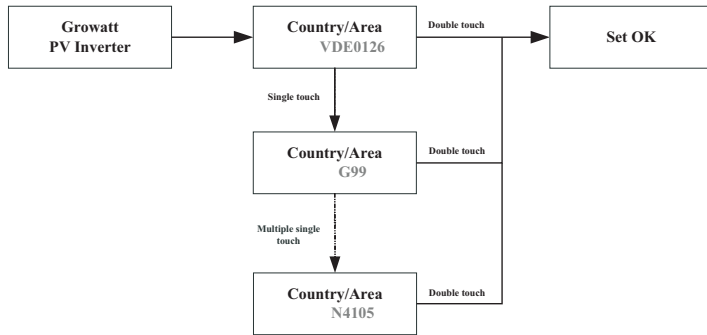 Growatt
PV Inverter
Country/Area
VDE0126
Double touch
Set OK
Single touch
Country/Area
G99
Double touch
Multiple single
touch
Country/Area
N4105
Double touch